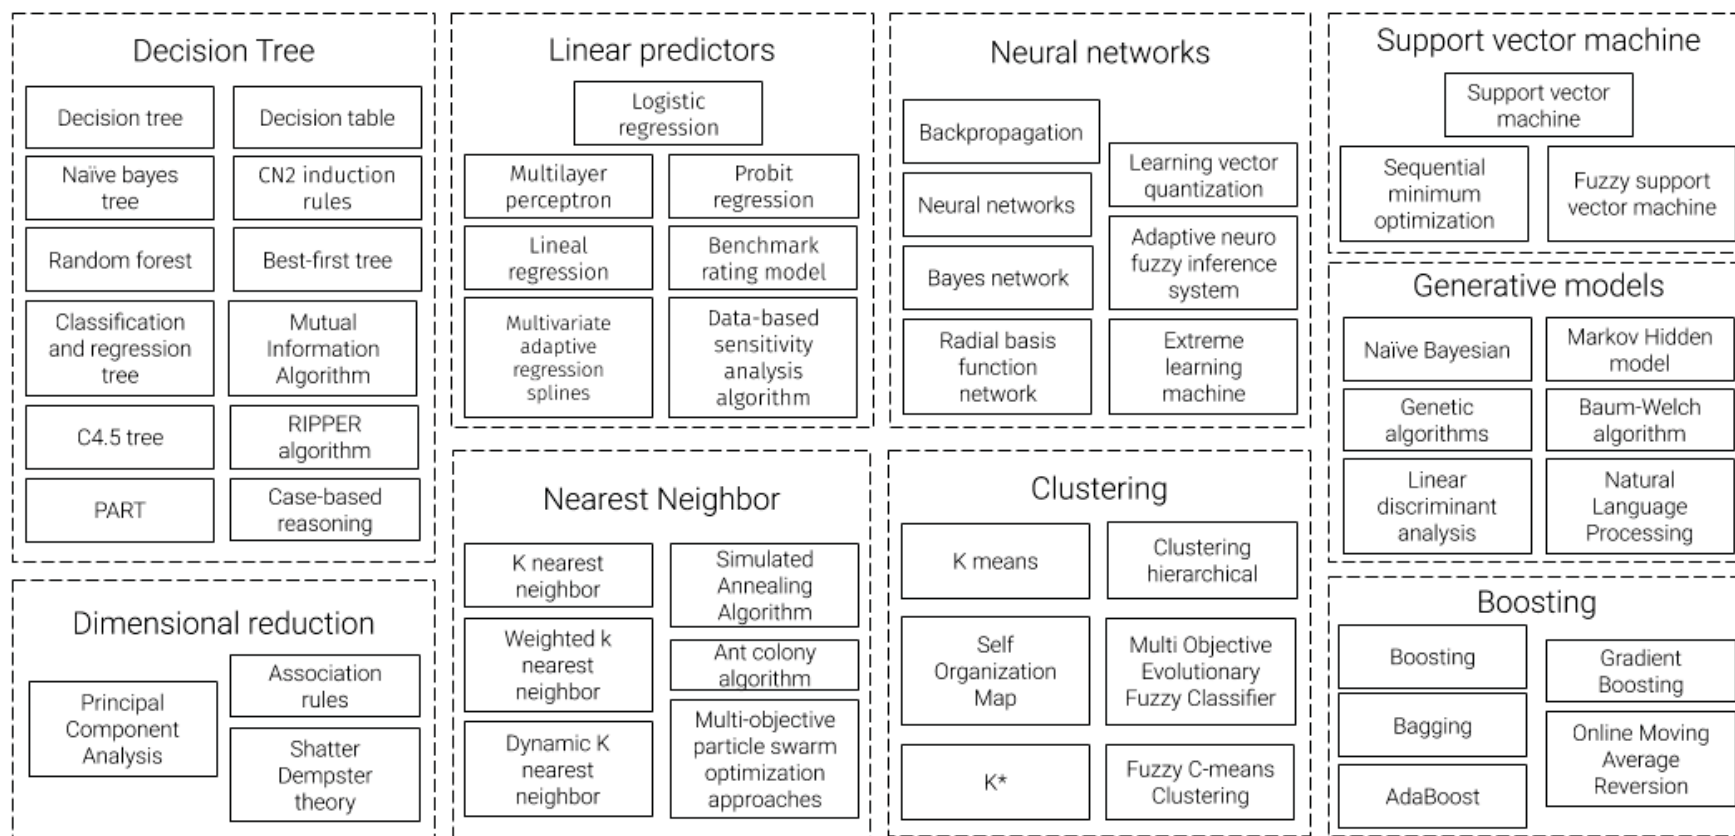 Decision Tree
Decision tree
Decision table
Naïve bayes
tree
CN2 induction
rules
Random forest
Best-first tree
Classification
and regression
tree
Mutual
Information
Algorithm
C4.5 tree
RIPPER
algorithm
PART
Case-based
reasoning
Dimensional reduction
Principal
Component
Analysis
Association
rules
Shatter
Dempster
theory
Linear predictors
Logistic
regression
Multilayer
perceptron
Probit
regression
Lineal
regression
Benchmark
rating model
Multivariate
adaptive
regression
splines
Data-based
sensitivity
analysis
algorithm
Nearest Neighbor
K nearest
neighbor
Simulated
Annealing
Algorithm
Weighted k
nearest
neighbor
Ant colony
algorithm
Dynamic K
nearest
neighbor
Multi-objective
particle swarm
optimization
approaches
Neural networks
Backpropagation
Learning vector
quantization
Neural networks
Adaptive neuro
fuzzy inference
system
Bayes network
Radial basis
function
network
Extreme
learning
machine
Clustering
K means
Clustering
hierarchical
Self
Organization
Map
Multi Objective
Evolutionary
Fuzzy Classifier
K*
Fuzzy C-means
Clustering
Support vector machine
Support vector
machine
Sequential
minimum
optimization
Fuzzy support
vector machine
Generative models
Naïve Bayesian
Markov Hidden
model
Genetic
algorithms
Baum-Welch
algorithm
Linear
discriminant
analysis
Natural
Language
Processing
Boosting
Boosting
Gradient
Boosting
Bagging
Online Moving
Average
Reversion
AdaBoost